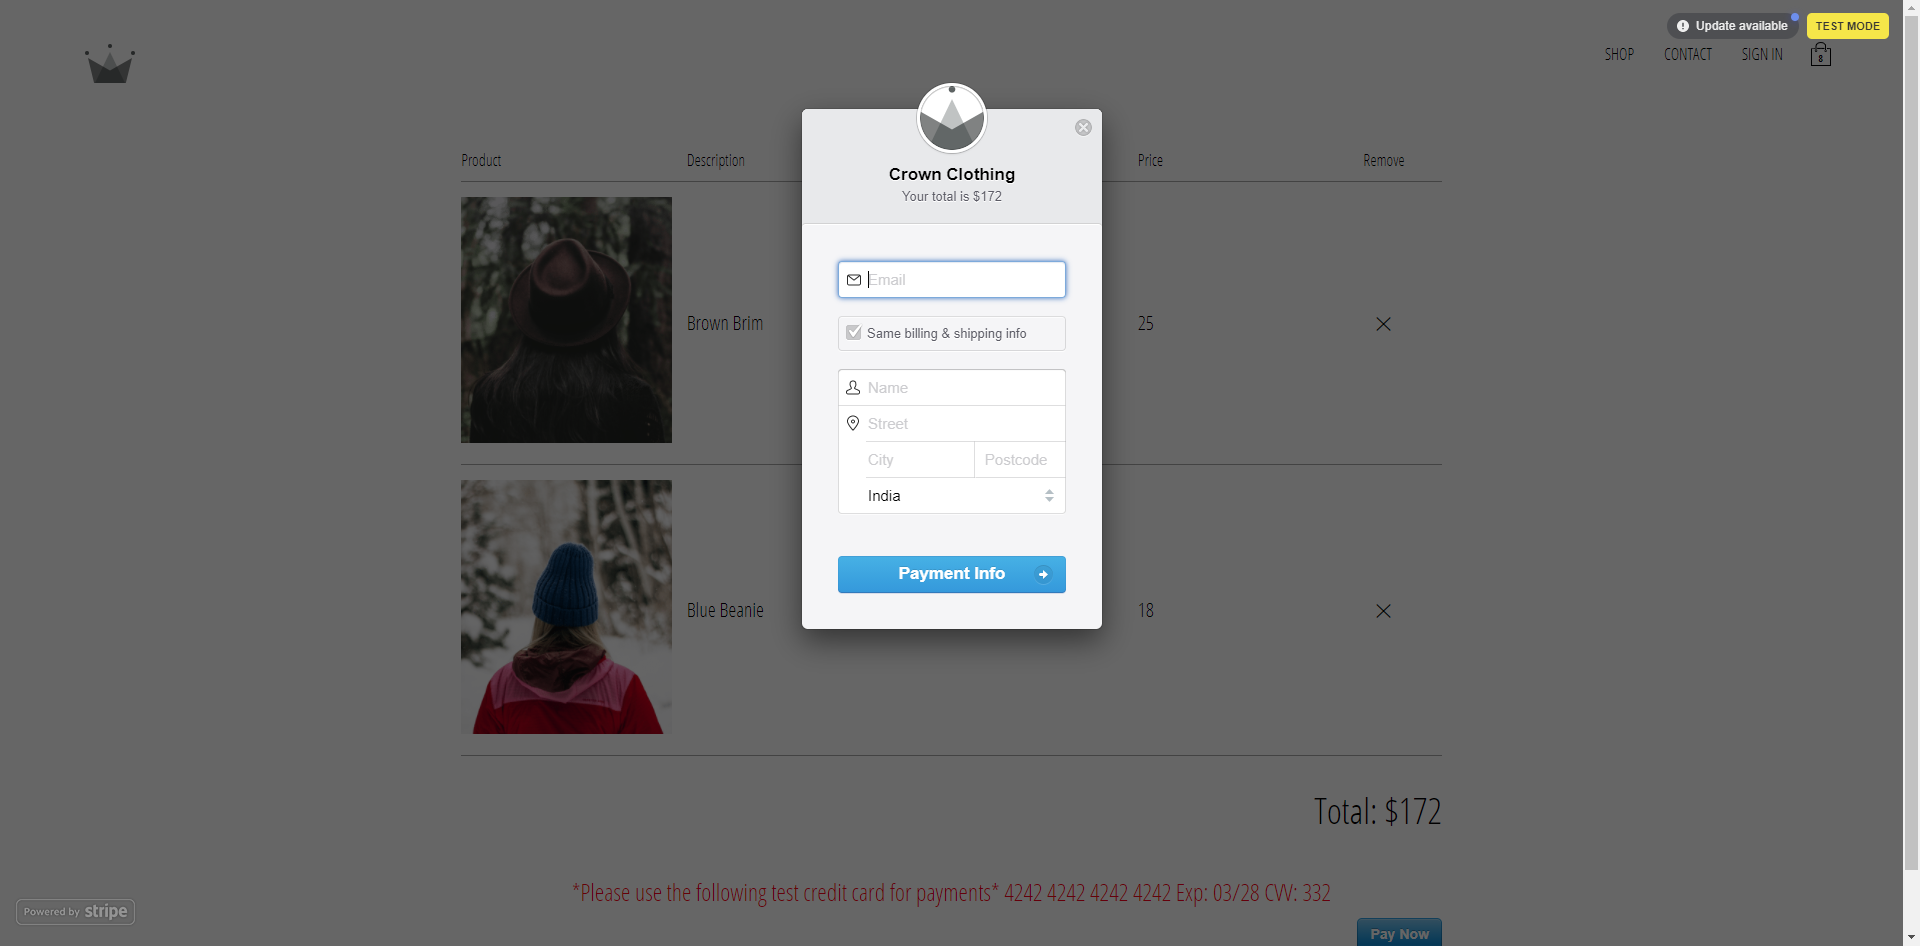 Update available
TEST MODE
SHOP
CONTACT
SIGN IN
8
Product
Description
Price
Remove
Crown Clothing
Your total is $172
Email
Same billing & shipping info
Name
Street
City
Postcode
India
Payment Info
Brown Brim
25
Blue Beanie
18
Total: $172
*Please use the following test credit card for payments* 4242 4242 4242 4242 Exp: 03/28 CVV: 332
Powered by stripe
Pay Now